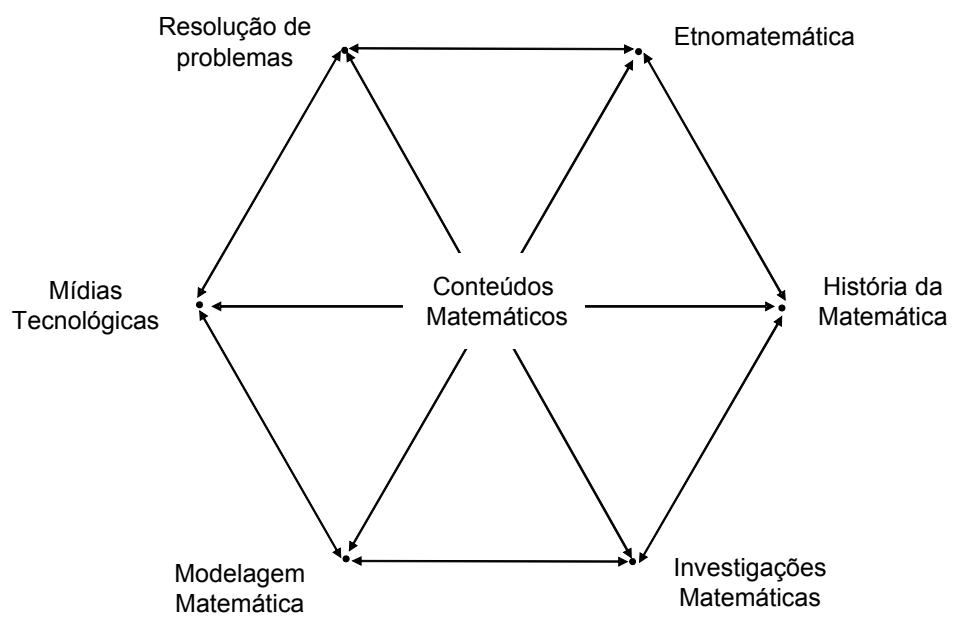 Resolução de
problemas
Etnomatemática
Mídias
Tecnológicas
Conteúdos
Matemáticos
História da
Matemática
Modelagem
Matemática
Investigações
Matemáticas